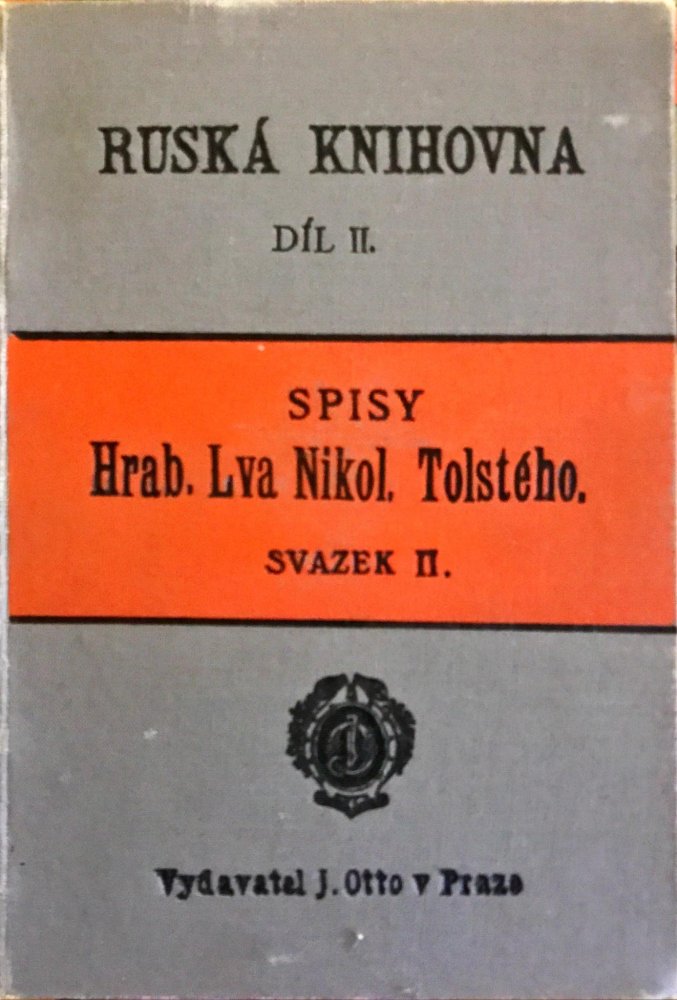 RUSKÁ KNIHOVNA
DÍL II.
SPISY
Hrab. Lva Nikol. Tolstého.
SVAZEK II.
Vydavatel J. Otto v Praze